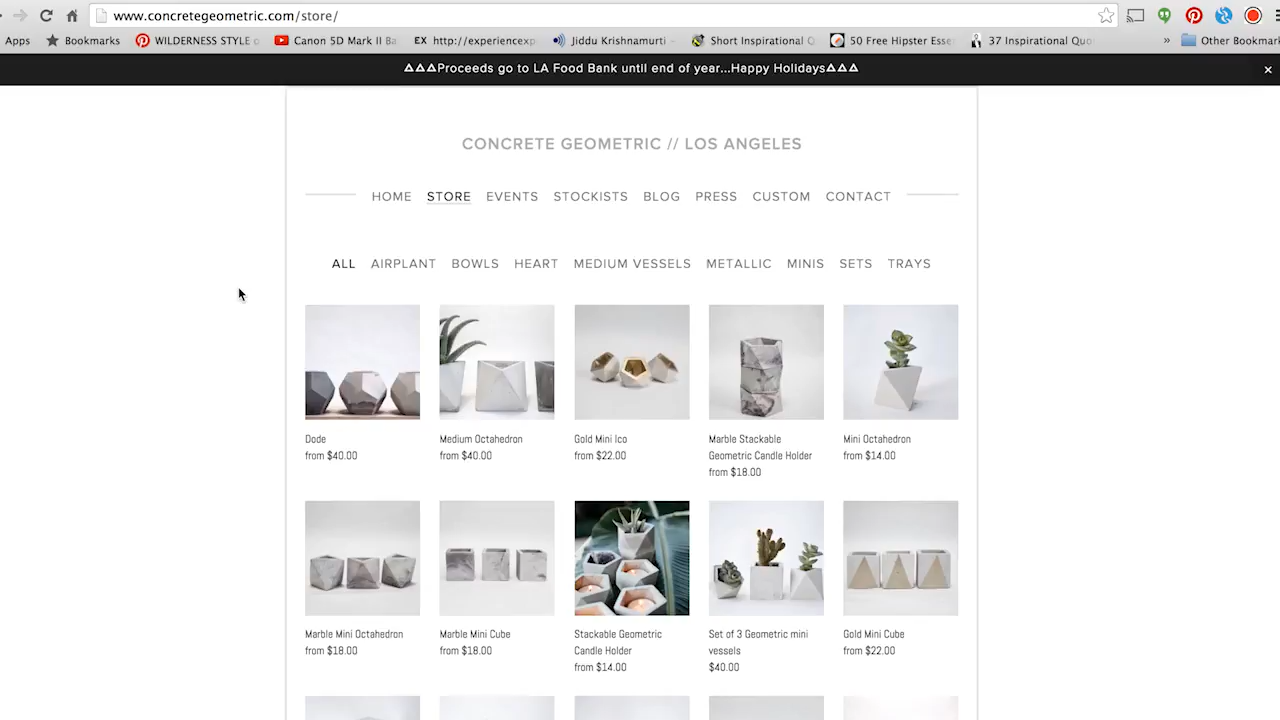 www.concretegeometric.com/store/
Apps Bookmarks WILDERNESS STYLE Canon 5D Mark II Ba EX http://experienceexp Jiddu Krishnamurti Short Inspirational Q 50 Free Hipster Esse 37 Inspirational Quo » Other Bookmar
ΔΔΔProceeds go to LA Food Bank until end of year...Happy HolidaysΔΔΔ
CONCRETE GEOMETRIC // LOS ANGELES
HOME STORE EVENTS STOCKISTS BLOG PRESS CUSTOM CONTACT
ALL AIRPLANT BOWLS HEART MEDIUM VESSELS METALLIC MINIS SETS TRAYS
Dode
from $40.00
Medium Octahedron
from $40.00
Gold Mini Ico
from $22.00
Marble Stackable
Geometric Candle Holder
from $18.00
Mini Octahedron
from $14.00
Marble Mini Octahedron
from $18.00
Marble Mini Cube
from $18.00
Stackable Geometric
Candle Holder
from $14.00
Set of 3 Geometric mini
vessels
$40.00
Gold Mini Cube
from $22.00